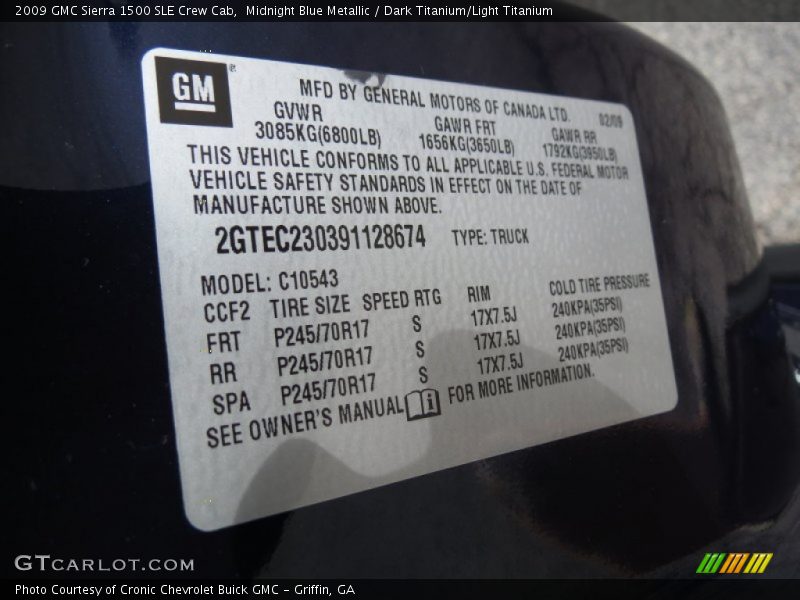 2009 GMC Sierra 1500 SLE Crew Cab,  Midnight Blue Metallic / Dark Titanium/Light Titanium
GM®
MFD BY GENERAL MOTORS OF CANADA LTD. 02/09
GVWR GAWR FRT GAWR RR
3085KG(6800LB) 1656KG(3650LB) 1792KG(3950LB)
THIS VEHICLE CONFORMS TO ALL APPLICABLE U.S. FEDERAL MOTOR
VEHICLE SAFETY STANDARDS IN EFFECT ON THE DATE OF
MANUFACTURE SHOWN ABOVE.
2GTEC230391128674 TYPE: TRUCK
MODEL: C10543
CCF2 TIRE SIZE SPEED RTG RIM COLD TIRE PRESSURE
FRT P245/70R17 S 17X7.5J 240KPA(35PSI)
RR P245/70R17 S 17X7.5J 240KPA(35PSI)
SPA P245/70R17 S 17X7.5J 240KPA(35PSI)
SEE OWNER'S MANUAL i FOR MORE INFORMATION.
GTCARLOT.COM
Photo Courtesy of Cronic Chevrolet Buick GMC - Griffin, GA